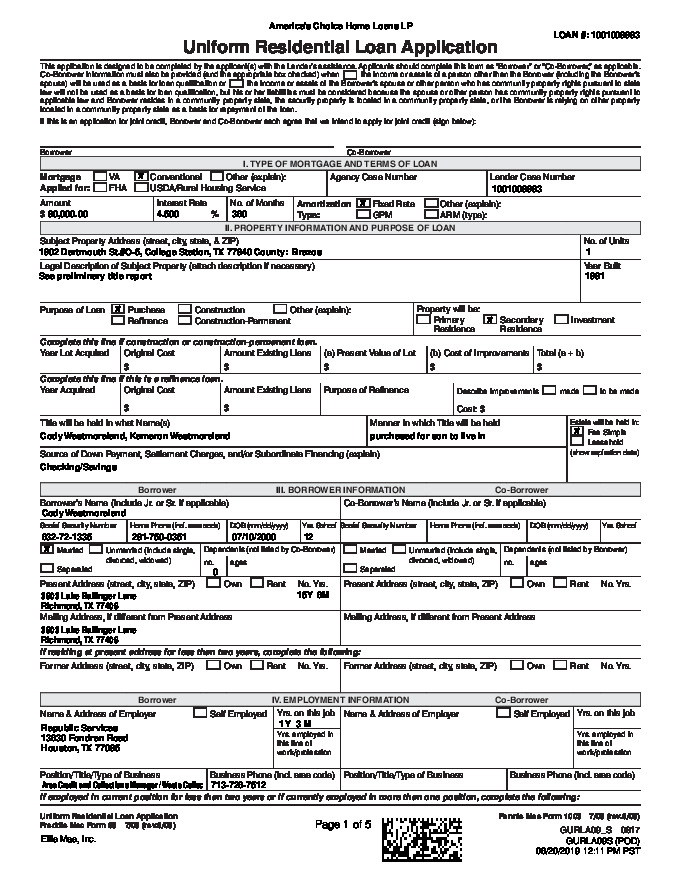 America's Choice Home Loans LP
LOAN #: 1001008983
Uniform Residential Loan Application
This application is designed to be completed by the applicant(s) with the Lender's assistance. Applicants should complete this form as "Borrower" or "Co-Borrower," as applicable.
Co-Borrower information must also be provided (and the appropriate box checked) when the income or assets of a person other than the Borrower (including the Borrower's
spouse) will be used as a basis for loan qualification or the income or assets of the Borrower's spouse or other person who has community property rights pursuant to state
law will not be used as a basis for loan qualification, but his or her liabilities must be considered because the spouse or other person has community property rights pursuant to
applicable law and Borrower resides in a community property state, the security property is located in a community property state, or the Borrower is relying on other property
located in a community property state as a basis for repayment of the loan.
If this is an application for joint credit, Borrower and Co-Borrower each agree that we intend to apply for joint credit (sign below):
Borrower Co-Borrower
I. TYPE OF MORTGAGE AND TERMS OF LOAN
Mortgage VA X Conventional Other (explain): Agency Case Number Lender Case Number
Applied for: FHA USDA/Rural Housing Service
Amount Interest Rate No. of Months Amortization X Fixed Rate Other (explain):
$ 4.500 % 360 Type: GPM ARM (type):
II. PROPERTY INFORMATION AND PURPOSE OF LOAN
Subject Property Address (street, city, state, & ZIP) No. of Units
1902 Dartmouth St.#O-5, College Station, TX 77840 County: Brazos 1
Legal Description of Subject Property (attach description if necessary) Year Built
See preliminary title report 1981
Purpose of Loan X Purchase Construction Other (explain): Property will be:
Refinance Construction-Permanent Primary Residence X Secondary Residence Investment
Complete this line if construction or construction-permanent loan.
Year Lot Acquired Original Cost Amount Existing Liens (a) Present Value of Lot (b) Cost of Improvements Total (a + b)
$ $ $ $ $
Complete this line if this is a refinance loan.
Year Acquired Original Cost Amount Existing Liens Purpose of Refinance Describe Improvements made to be made
$ $ Cost: $
Title will be held in what Name(s) Manner in which Title will be held Estate will be held in:
Cody Westmoreland, Kameron Westmoreland purchased for son to live in X Fee Simple
Leasehold
(show expiration date)
Source of Down Payment, Settlement Charges, and/or Subordinate Financing (explain)
Checking/Savings
Borrower III. BORROWER INFORMATION Co-Borrower
Borrower's Name (include Jr. or Sr. if applicable) Co-Borrower's Name (include Jr. or Sr. if applicable)
Cody Westmoreland
Social Security Number Home Phone (incl. area code) DOB (mm/dd/yyyy) Yrs. School Social Security Number Home Phone (incl. area code) DOB (mm/dd/yyyy) Yrs. School
632-72-1335 281-750-0351 07/10/2000 12
X Married Unmarried (include single, divorced, widowed) Dependents (not listed by Co-Borrower) Married Unmarried (include single, divorced, widowed) Dependents (not listed by Borrower)
Separated no. ages Separated no. ages
0
Present Address (street, city, state, ZIP) Own Rent No. Yrs. Present Address (street, city, state, ZIP) Own Rent No. Yrs.
Lake Ballinger Lane
Richmond, TX 77406
Mailing Address, if different from Present Address Mailing Address, if different from Present Address
Lake Ballinger Lane
Richmond, TX 77406
If residing at present address for less than two years, complete the following:
Former Address (street, city, state, ZIP) Own Rent No. Yrs. Former Address (street, city, state, ZIP) Own Rent No. Yrs.
Borrower IV. EMPLOYMENT INFORMATION Co-Borrower
Name & Address of Employer Self Employed Yrs. on this job Name & Address of Employer Self Employed Yrs. on this job
1 Y 3 M
Republic Services
13630 Fondren Road
Houston, TX 77085
Yrs. employed in this line of work/profession Yrs. employed in this line of work/profession
Position/Title/Type of Business Business Phone (incl. area code) Position/Title/Type of Business Business Phone (incl. area code)
Area Credit and Collections Manager / Waste 713-726-7512
If employed in current position for less than two years or if currently employed in more than one position, complete the following:
Uniform Residential Loan Application
Freddie Mac Form 65 7/05 (rev.6/09)
Page 1 of 5
Fannie Mae Form 1003 7/05 (rev.6/09)
Ellie Mae, Inc.
GURLA09_S 0917
GURLA09S (POD)
08/20/2019 12:11 PM PST